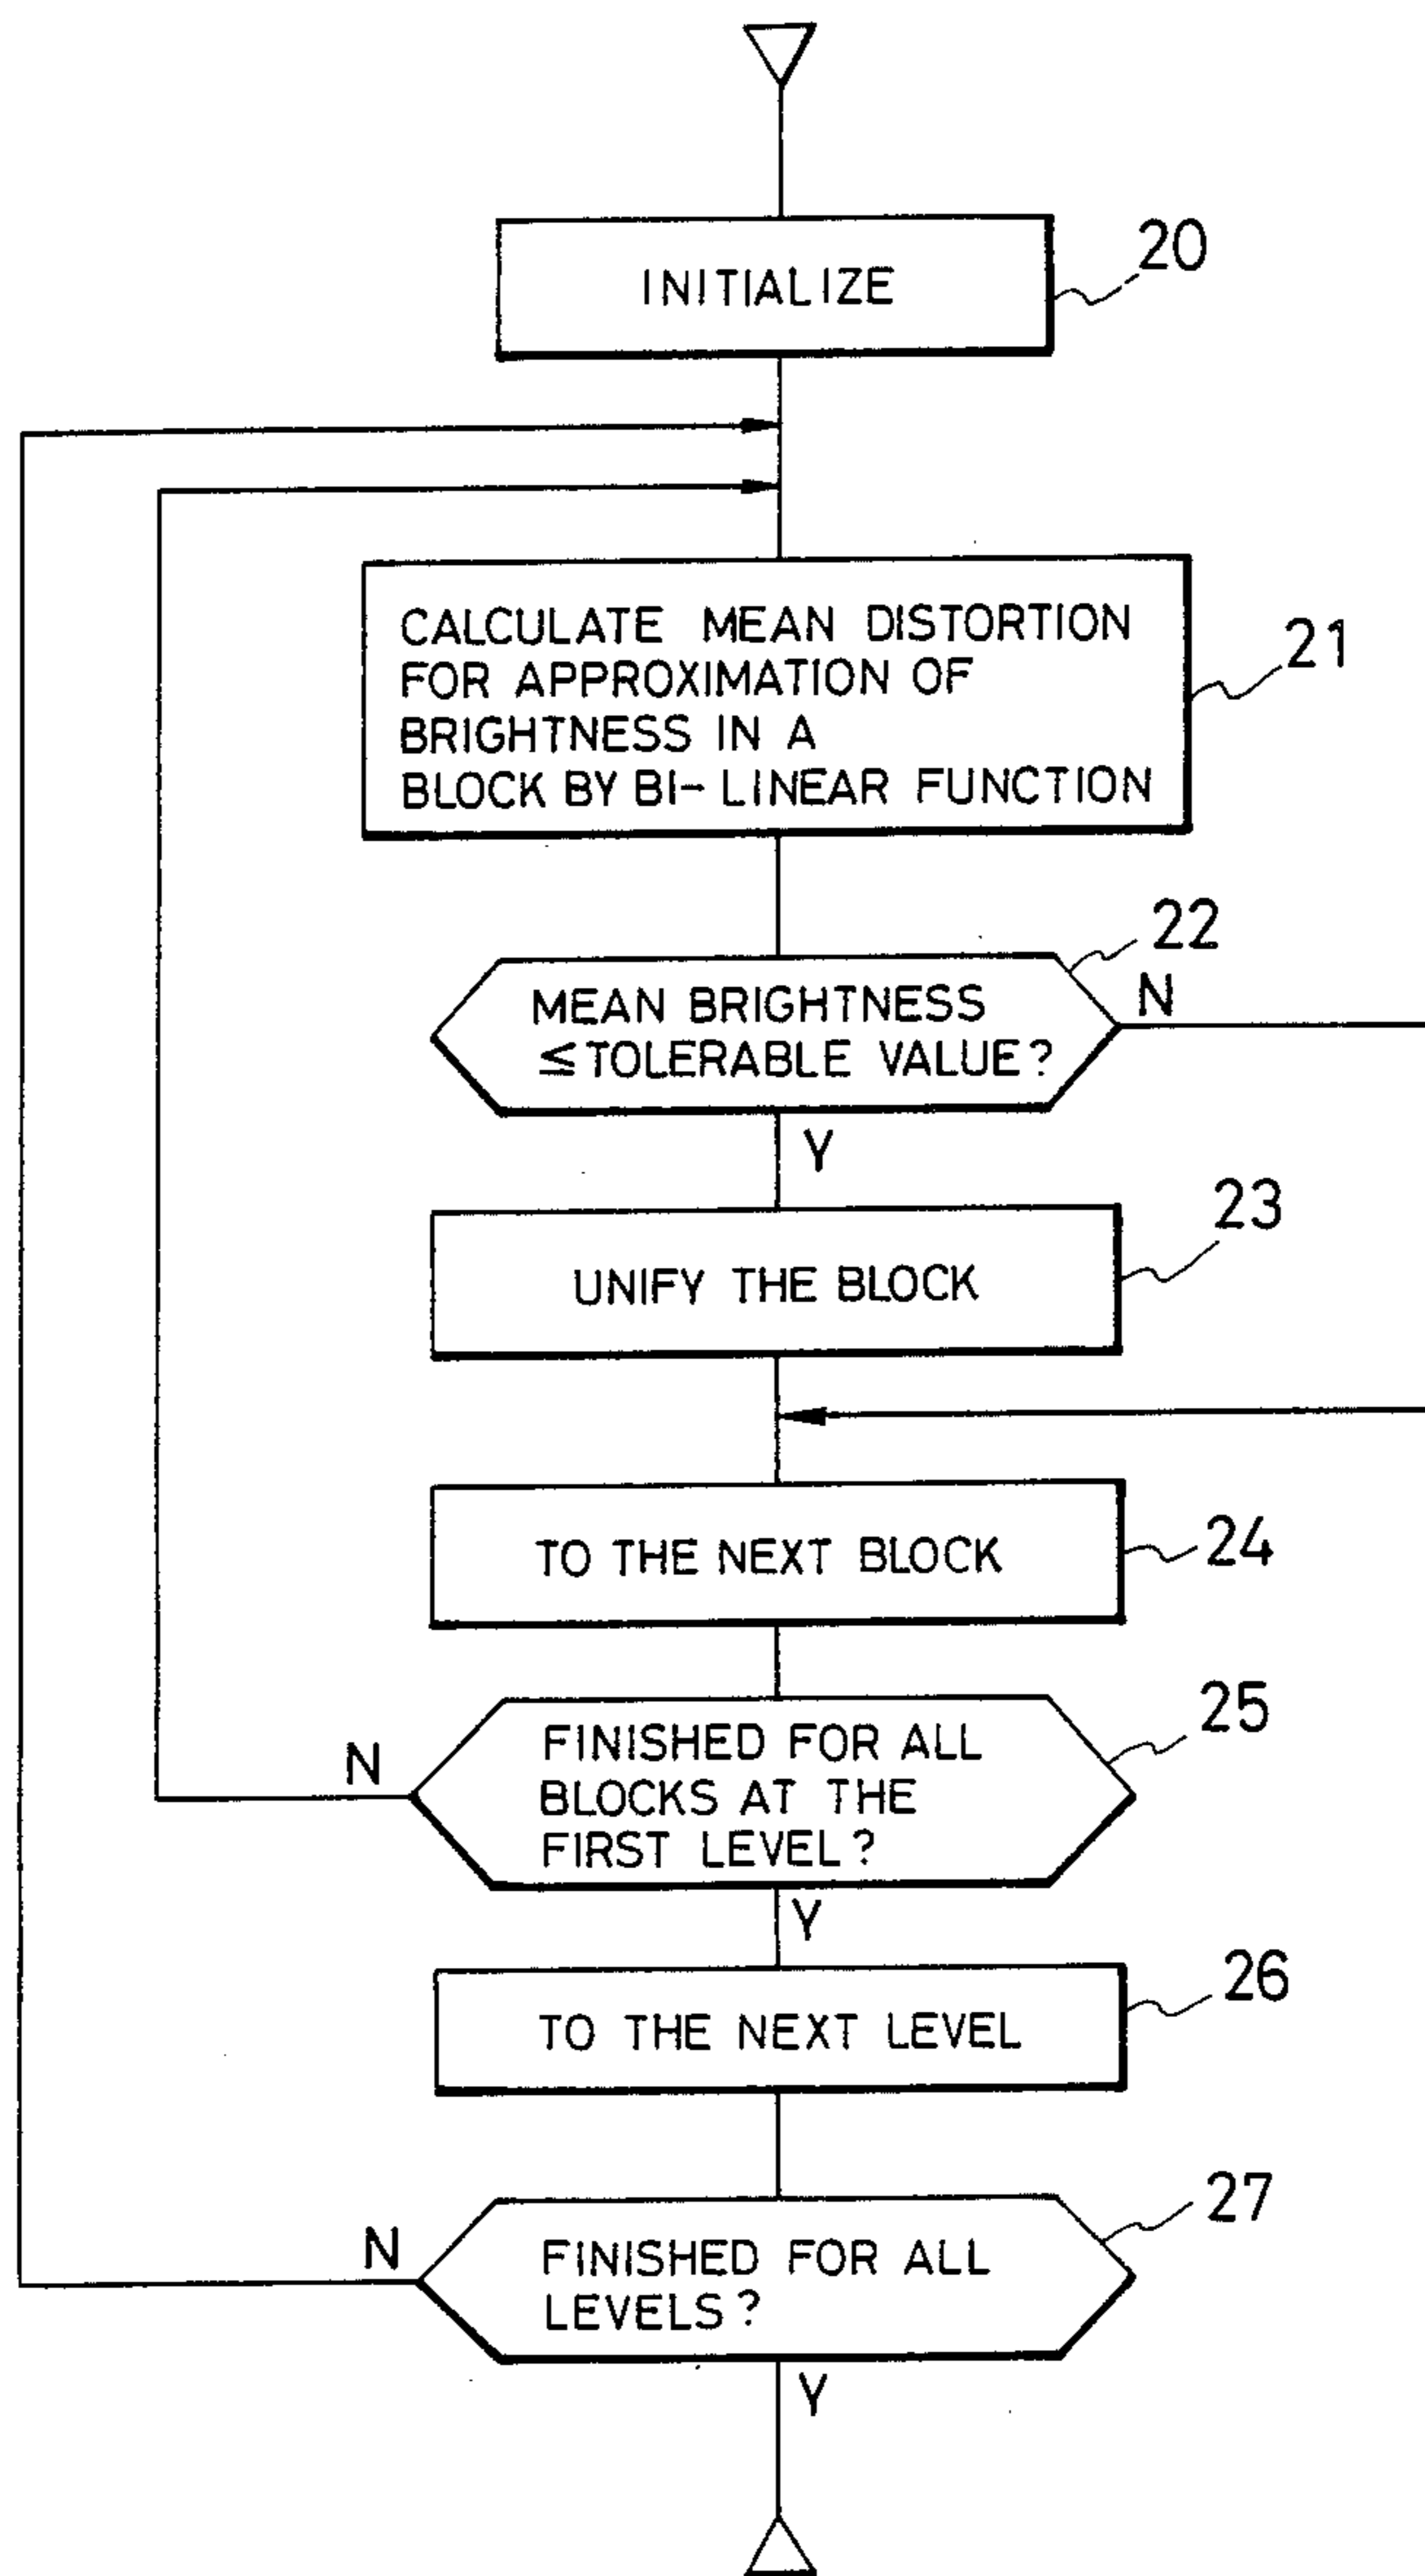 INITIALIZE
20
CALCULATE MEAN DISTORTION
FOR APPROXIMATION OF
BRIGHTNESS IN A
BLOCK BY BI-LINEAR FUNCTION
21
22
MEAN BRIGHTNESS
≦TOLERABLE VALUE?
N
Y
23
UNIFY THE BLOCK
TO THE NEXT BLOCK
24
25
FINISHED FOR ALL
BLOCKS AT THE
FIRST LEVEL?
N
Y
26
TO THE NEXT LEVEL
27
N
FINISHED FOR ALL
LEVELS?
Y